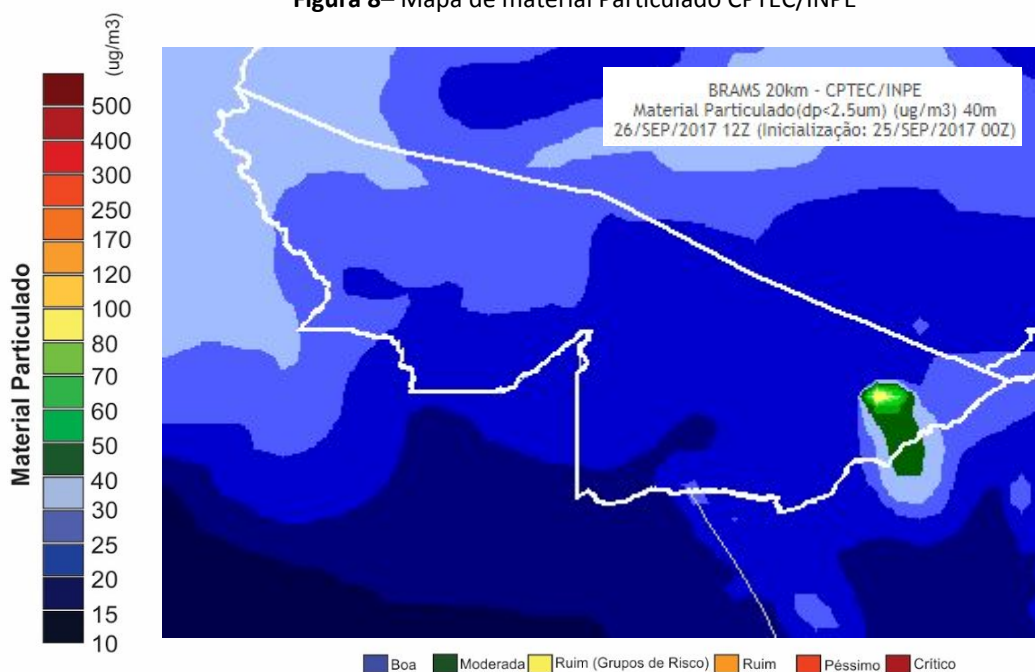 Figura 8– Mapa de material Particulado CPTEC/INPE
(ug/m3)
BRAMS 20km - CPTEC/INPE
Material Particulado(dp<2.5um) (ug/m3) 40m
26/SEP/2017 12Z (Inicialização: 25/SEP/2017 00Z)
Material Particulado
500
400
300
250
170
120
100
80
70
60
50
40
30
25
20
15
10
Boa
Moderada
Ruim (Grupos de Risco)
Ruim
Péssimo
Crítico